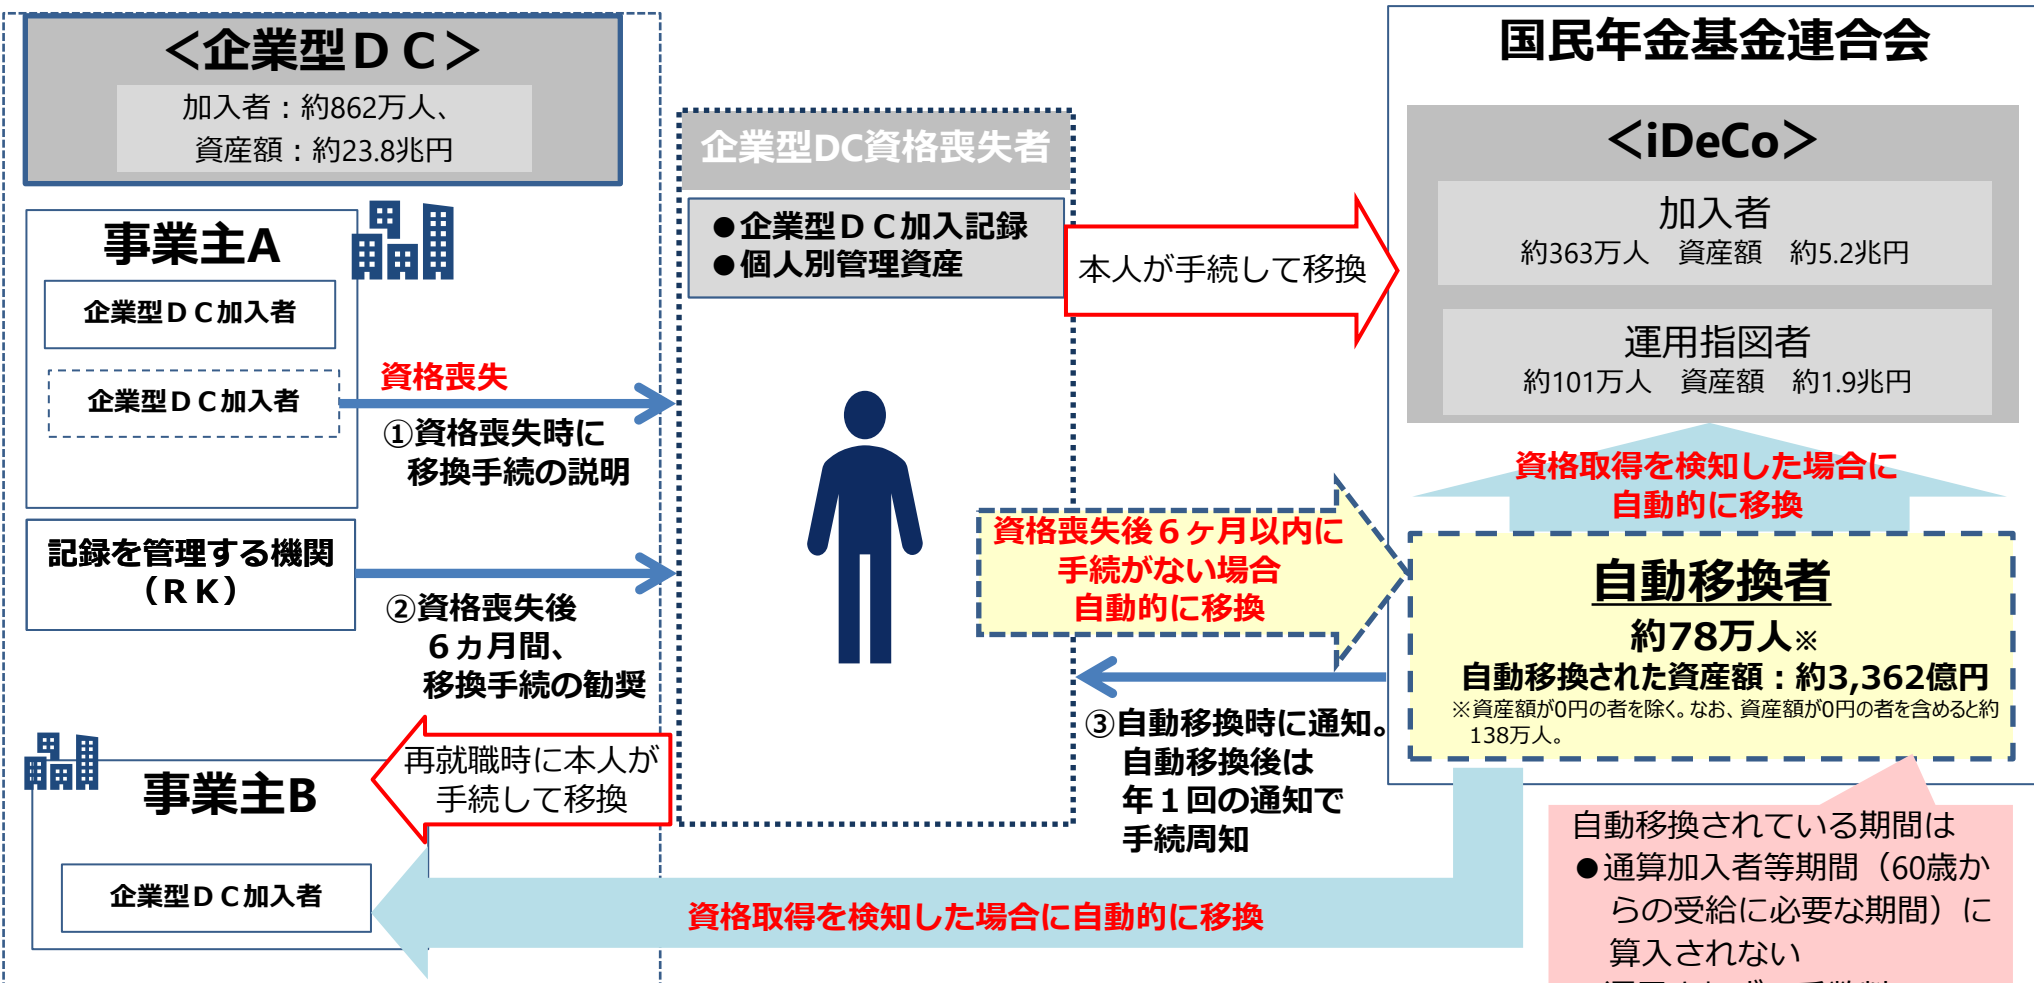 ＜企業型ＤＣ＞
加入者：約862万人、
資産額：約23.8兆円
事業主A
企業型ＤＣ加入者
企業型ＤＣ加入者
資格喪失
①資格喪失時に
移換手続の説明
記録を管理する機関
（ＲＫ）
②資格喪失後
６ヵ月間、
移換手続の勧奨
事業主B
企業型ＤＣ加入者
再就職時に本人が
手続して移換
企業型DC資格喪失者
●企業型ＤＣ加入記録
●個人別管理資産
本人が手続して移換
資格喪失後６ヶ月以内に
手続がない場合
自動的に移換
③自動移換時に通知。
自動移換後は
年１回の通知で
手続周知
資格取得を検知した場合に自動的に移換
国民年金基金連合会
＜iDeCo＞
加入者
約363万人　資産額　約5.2兆円
運用指図者
約101万人　資産額　約1.9兆円
資格取得を検知した場合に
自動的に移換
自動移換者
約78万人※
自動移換された資産額：約3,362億円
※資産額が0円の者を除く。なお、資産額が0円の者を含めると約
138万人。
自動移換されている期間は
●通算加入者等期間（60歳か
らの受給に必要な期間）に
算入されない